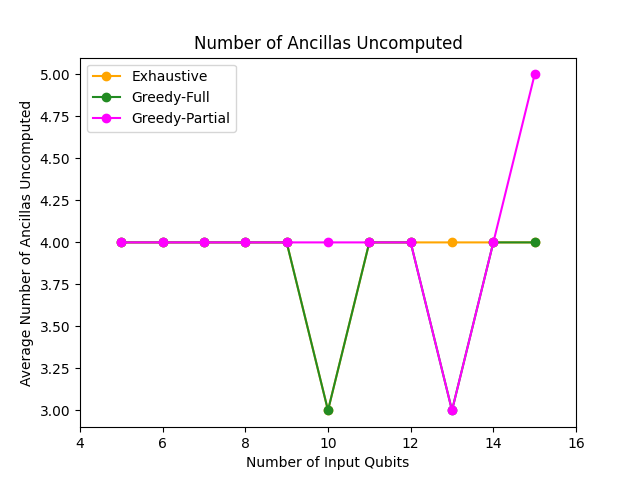 Number of Ancillas Uncomputed
Exhaustive
Greedy-Full
Greedy-Partial
Average Number of Ancillas Uncomputed
5.00
4.75
4.50
4.25
4.00
3.75
3.50
3.25
3.00
4 6 8 10 12 14 16
Number of Input Qubits